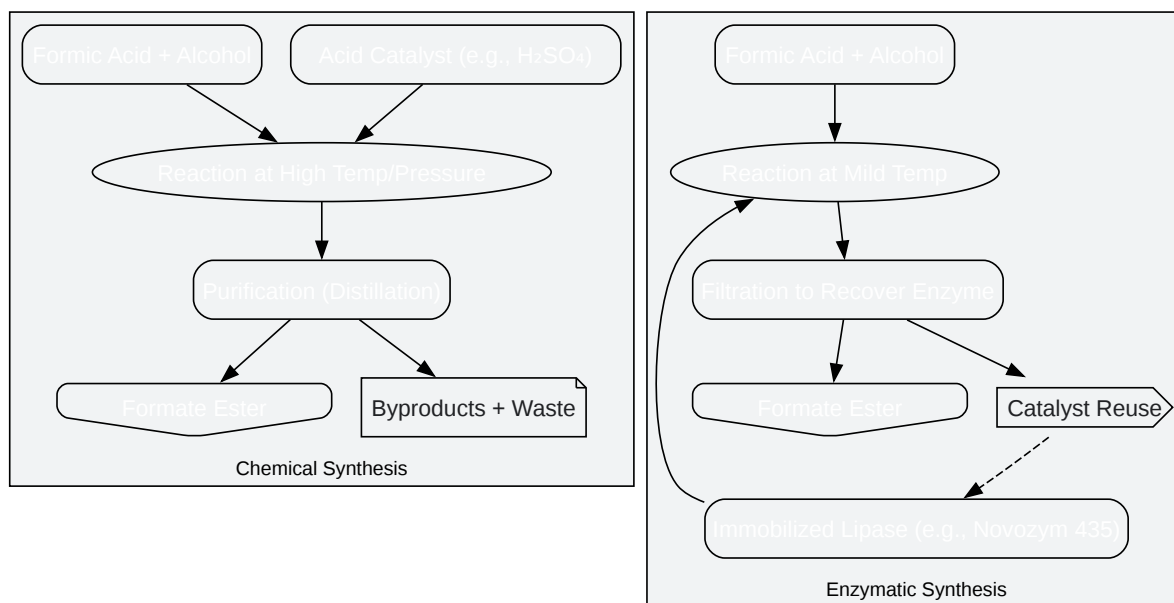 Formic Acid + Alcohol
Acid Catalyst (e.g., H₂SO₄)
Reaction at High Temp/Pressure
Purification (Distillation)
Formate Ester
Byproducts + Waste
Chemical Synthesis
Formic Acid + Alcohol
Reaction at Mild Temp
Filtration to Recover Enzyme
Formate Ester
Catalyst Reuse
Immobilized Lipase (e.g., Novozym 435)
Enzymatic Synthesis